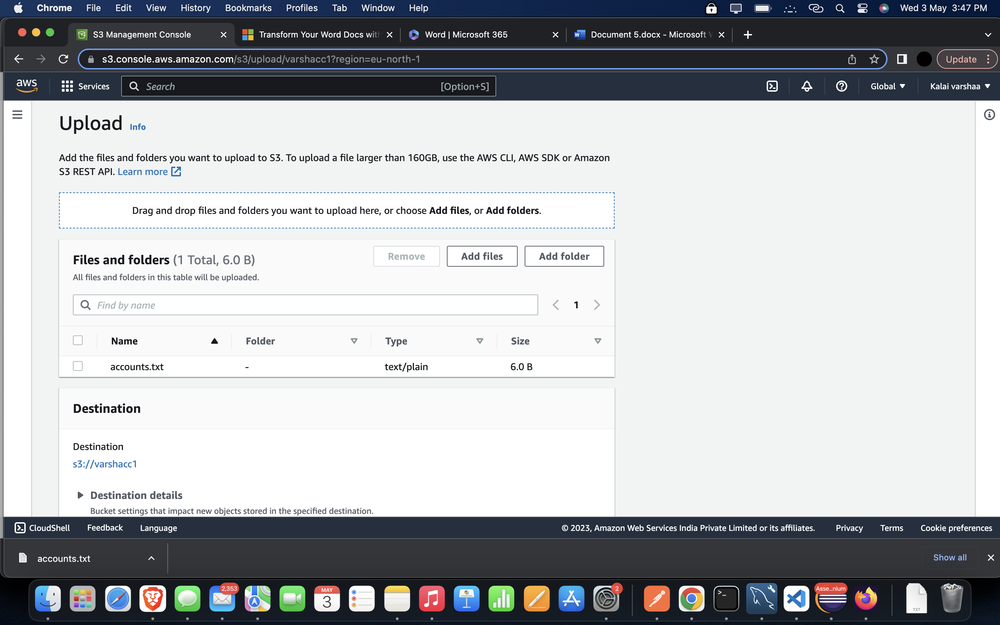 Chrome File Edit View History Bookmarks Profiles Tab Window Help Wed 3 May 3:47 PM
S3 Management Console Transform Your Word Docs with Word | Microsoft 365 Document 5.docx - Microsoft W
s3.console.aws.amazon.com/s3/upload/varshacc1?region=eu-north-1 Update
aws Services Search [Option+S] Global Kalai varshaa
Upload Info
Add the files and folders you want to upload to S3. To upload a file larger than 160GB, use the AWS CLI, AWS SDK or Amazon
S3 REST API. Learn more
Drag and drop files and folders you want to upload here, or choose Add files, or Add folders.
Files and folders (1 Total, 6.0 B) Remove Add files Add folder
All files and folders in this table will be uploaded.
Find by name 1
Name Folder Type Size
accounts.txt - text/plain 6.0 B
Destination
Destination
s3://varshacc1
Destination details
Bucket settings that impact new objects stored in the specified destination.
CloudShell Feedback Language © 2023, Amazon Web Services India Private Limited or its affiliates. Privacy Terms Cookie preferences
accounts.txt Show all
2,353 MAY 3 2 Asse...nium TXT